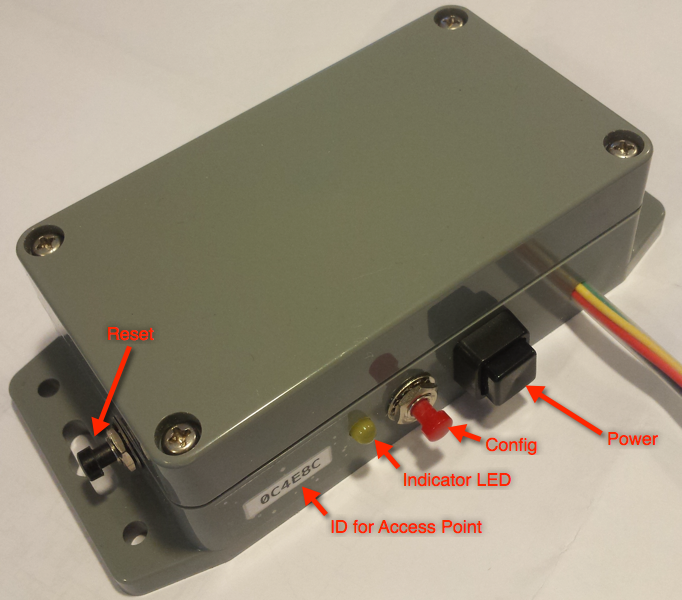 Reset
Config
Power
Indicator LED
0C4E8C
ID for Access Point